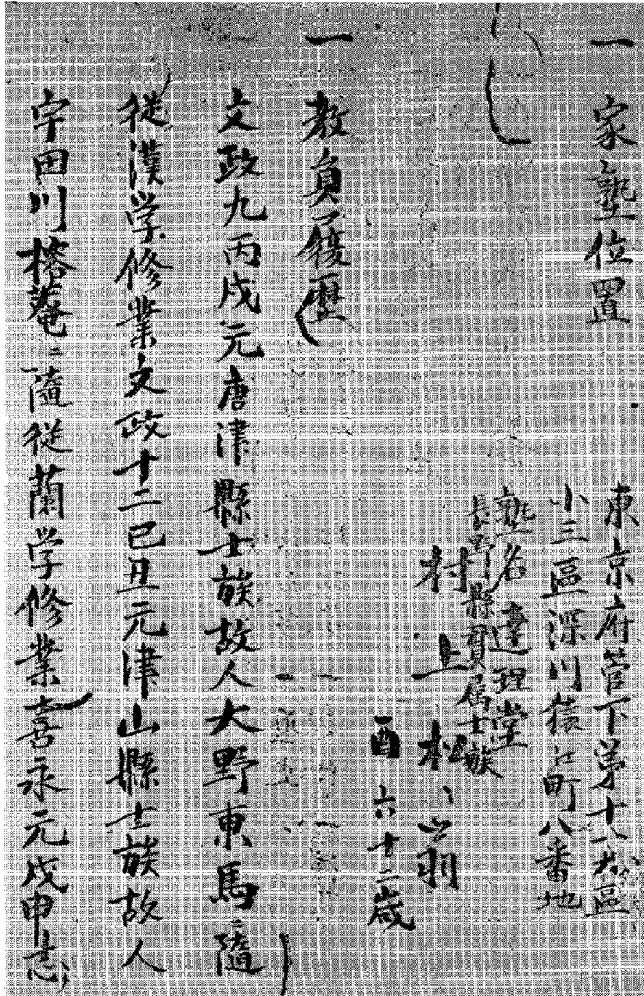 一 家塾位置
東京府管下第十一大區
小三區深川猿江町八番地
塾名達理堂
長野縣貫属士族
村上松翁
酉六十二歳
一 教員履歴
文政九丙戌元唐津縣士族故人大野東馬ニ隨
從漢学修業文政十二己丑元津山縣士族故人
宇田川榕菴ニ隨從蘭学修業嘉永元戊申志